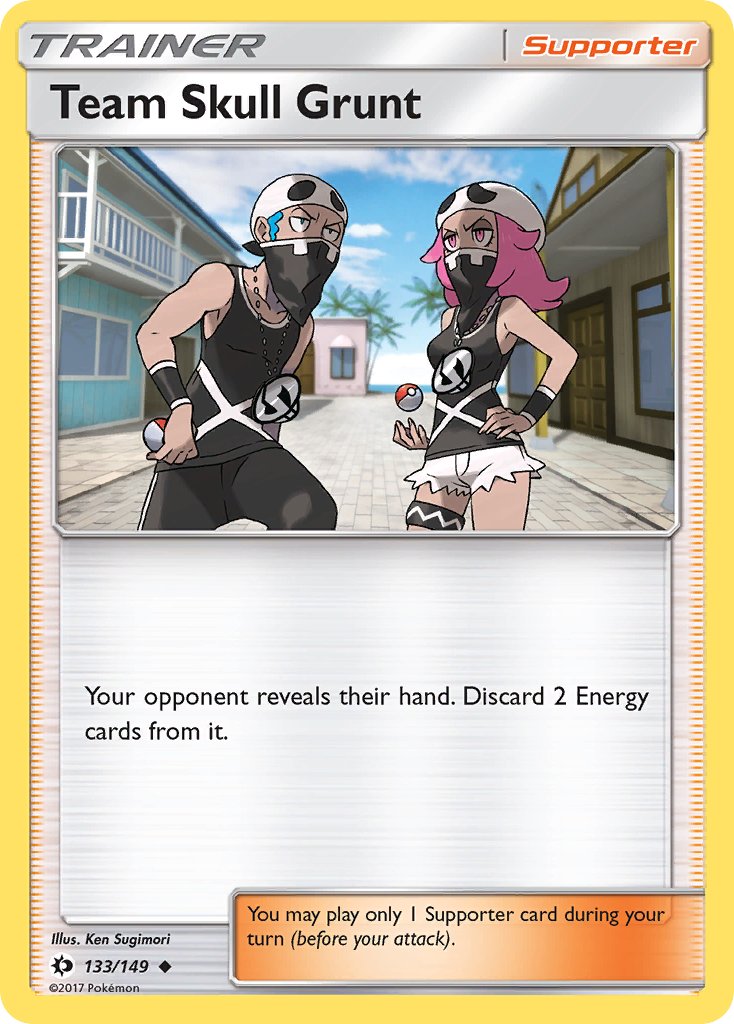 TRAINER
Supporter
Team Skull Grunt
Your opponent reveals their hand. Discard 2 Energy
cards from it.
You may play only 1 Supporter card during your
turn (before your attack).
Illus. Ken Sugimori
133/149
©2017 Pokémon